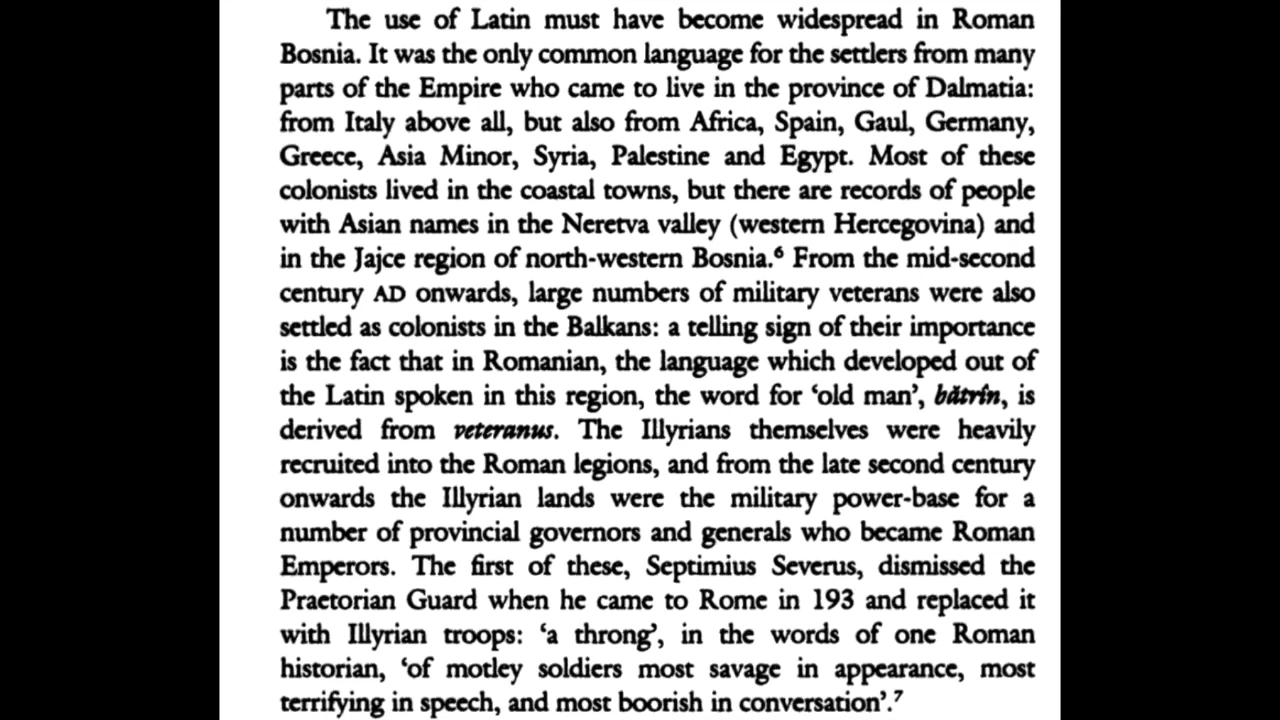 The use of Latin must have become widespread in Roman
Bosnia. It was the only common language for the settlers from many
parts of the Empire who came to live in the province of Dalmatia:
from Italy above all, but also from Africa, Spain, Gaul, Germany,
Greece, Asia Minor, Syria, Palestine and Egypt. Most of these
colonists lived in the coastal towns, but there are records of people
with Asian names in the Neretva valley (western Hercegovina) and
in the Jajce region of north-western Bosnia.⁶ From the mid-second
century AD onwards, large numbers of military veterans were also
settled as colonists in the Balkans: a telling sign of their importance
is the fact that in Romanian, the language which developed out of
the Latin spoken in this region, the word for ‘old man’, bătrîn, is
derived from veteranus. The Illyrians themselves were heavily
recruited into the Roman legions, and from the late second century
onwards the Illyrian lands were the military power-base for a
number of provincial governors and generals who became Roman
Emperors. The first of these, Septimius Severus, dismissed the
Praetorian Guard when he came to Rome in 193 and replaced it
with Illyrian troops: ‘a throng’, in the words of one Roman
historian, ‘of motley soldiers most savage in appearance, most
terrifying in speech, and most boorish in conversation’.⁷